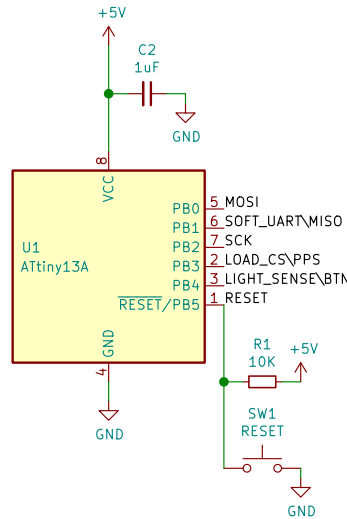 +5V
C2
1uF
GND
8
VCC
U1
ATtiny13A
PB0 5 MOSI
PB1 6 SOFT_UART\MISO
PB2 7 SCK
PB3 2 LOAD_CS\PPS
PB4 3 LIGHT_SENSE\BTN
RESET/PB5 1 RESET
GND
4
GND
R1
10K
+5V
SW1
RESET
GND